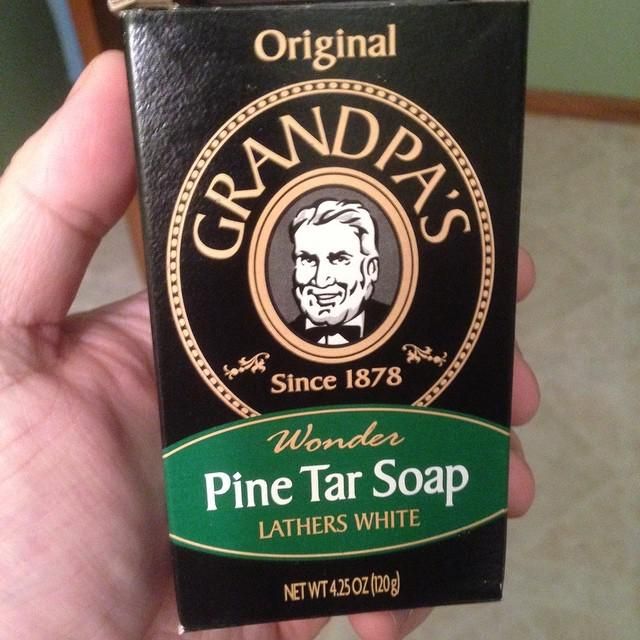 Original
GRANDPA'S
Since 1878
Wonder
Pine Tar Soap
LATHERS WHITE
NET WT 4.25 OZ (120g)